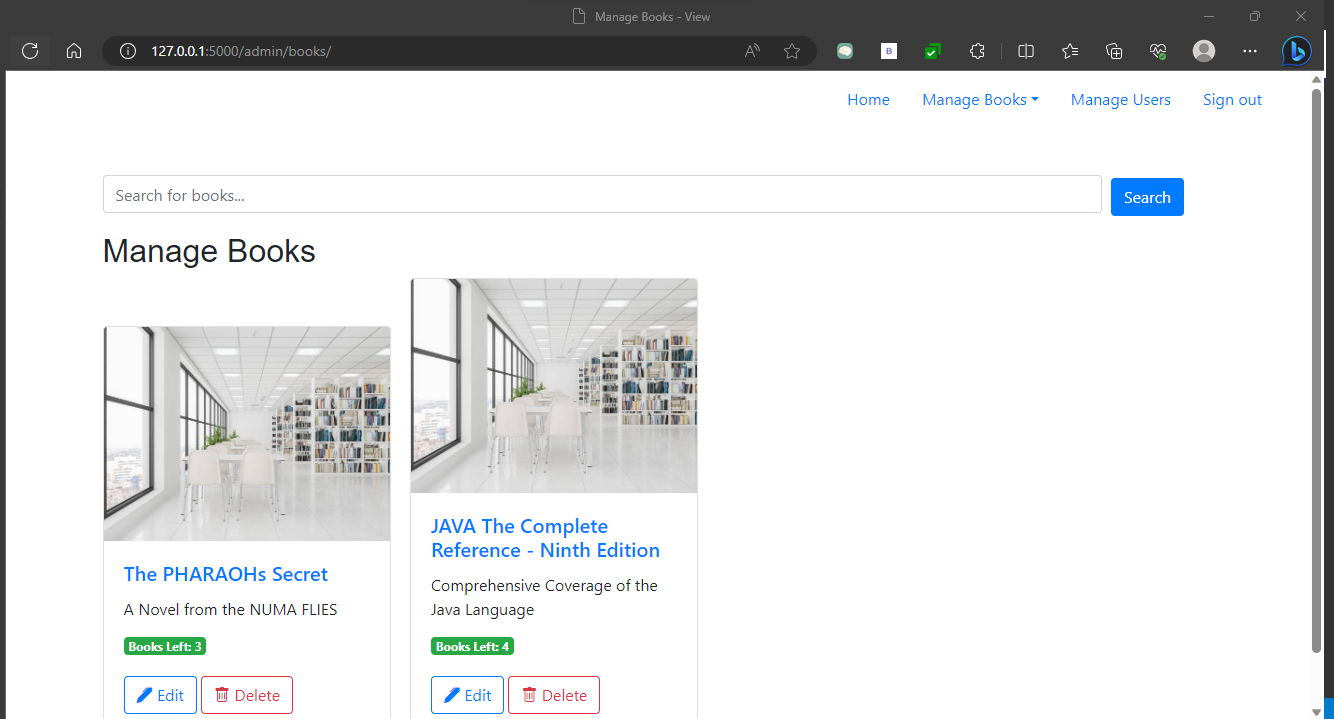 Manage Books - View
127.0.0.1:5000/admin/books/
Home Manage Books Manage Users Sign out
Search for books...
Search
Manage Books
The PHARAOHs Secret
A Novel from the NUMA FLIES
Books Left: 3
Edit Delete
JAVA The Complete
Reference - Ninth Edition
Comprehensive Coverage of the
Java Language
Books Left: 4
Edit Delete